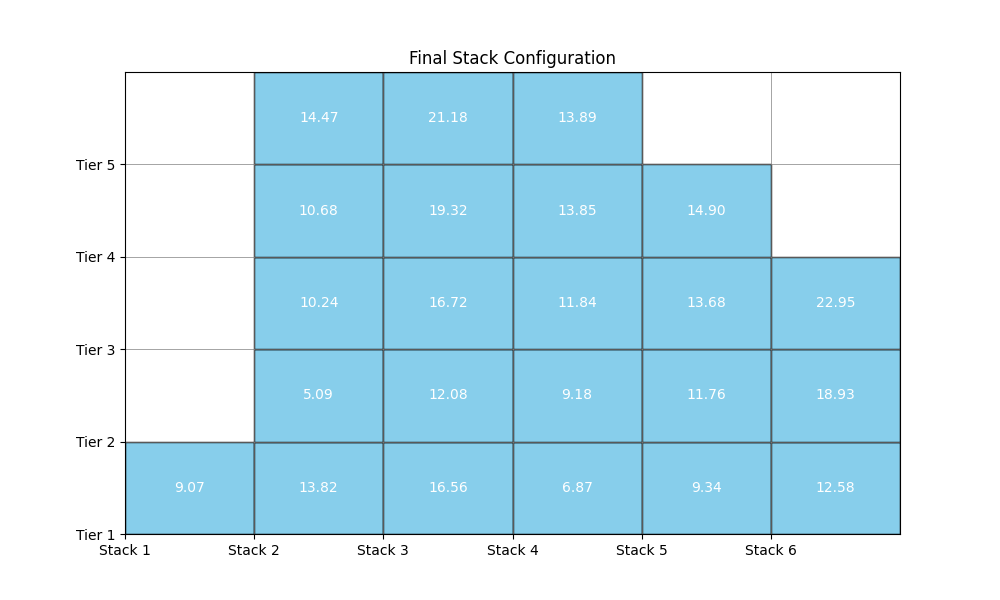 Final Stack Configuration
14.47 21.18 13.89
Tier 5
10.68 19.32 13.85 14.90
Tier 4
10.24 16.72 11.84 13.68 22.95
Tier 3
5.09 12.08 9.18 11.76 18.93
Tier 2
9.07 13.82 16.56 6.87 9.34 12.58
Tier 1
Stack 1 Stack 2 Stack 3 Stack 4 Stack 5 Stack 6